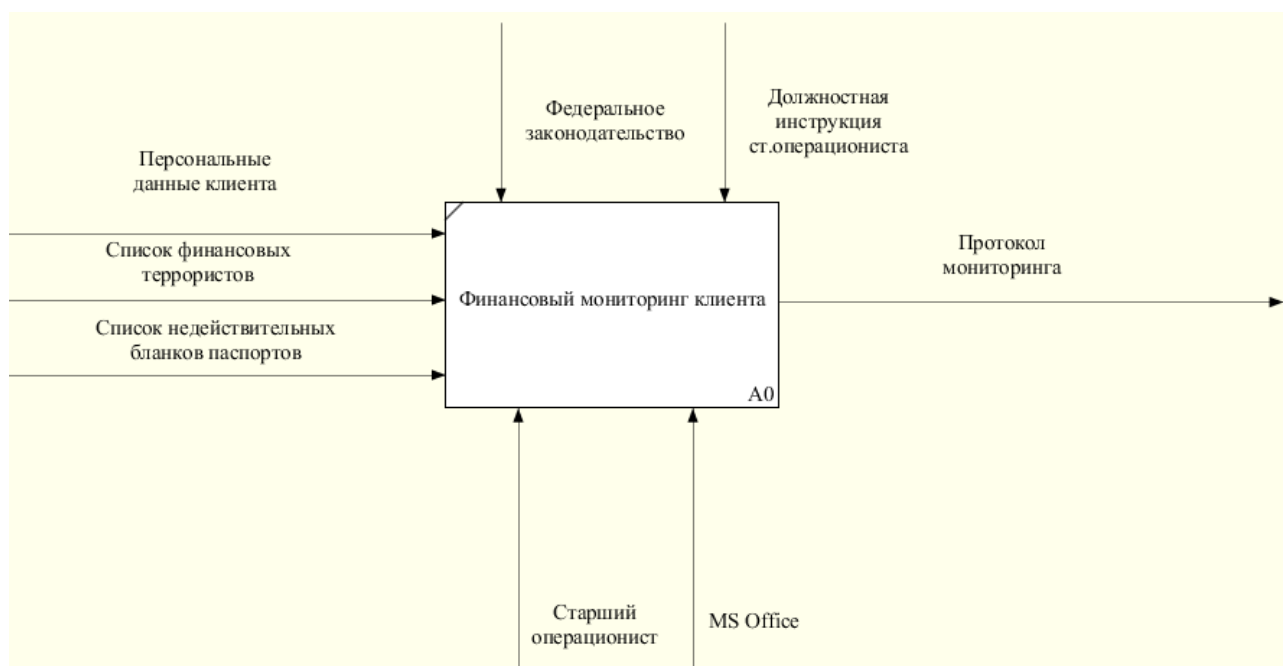 Федеральное
законодательство
Должностная
инструкция
ст.операциониста
Персональные
данные клиента
Список финансовых
террористов
Список недействительных
бланков паспортов
Финансовый мониторинг клиента
A0
Протокол
мониторинга
Старший
операционист
MS Office